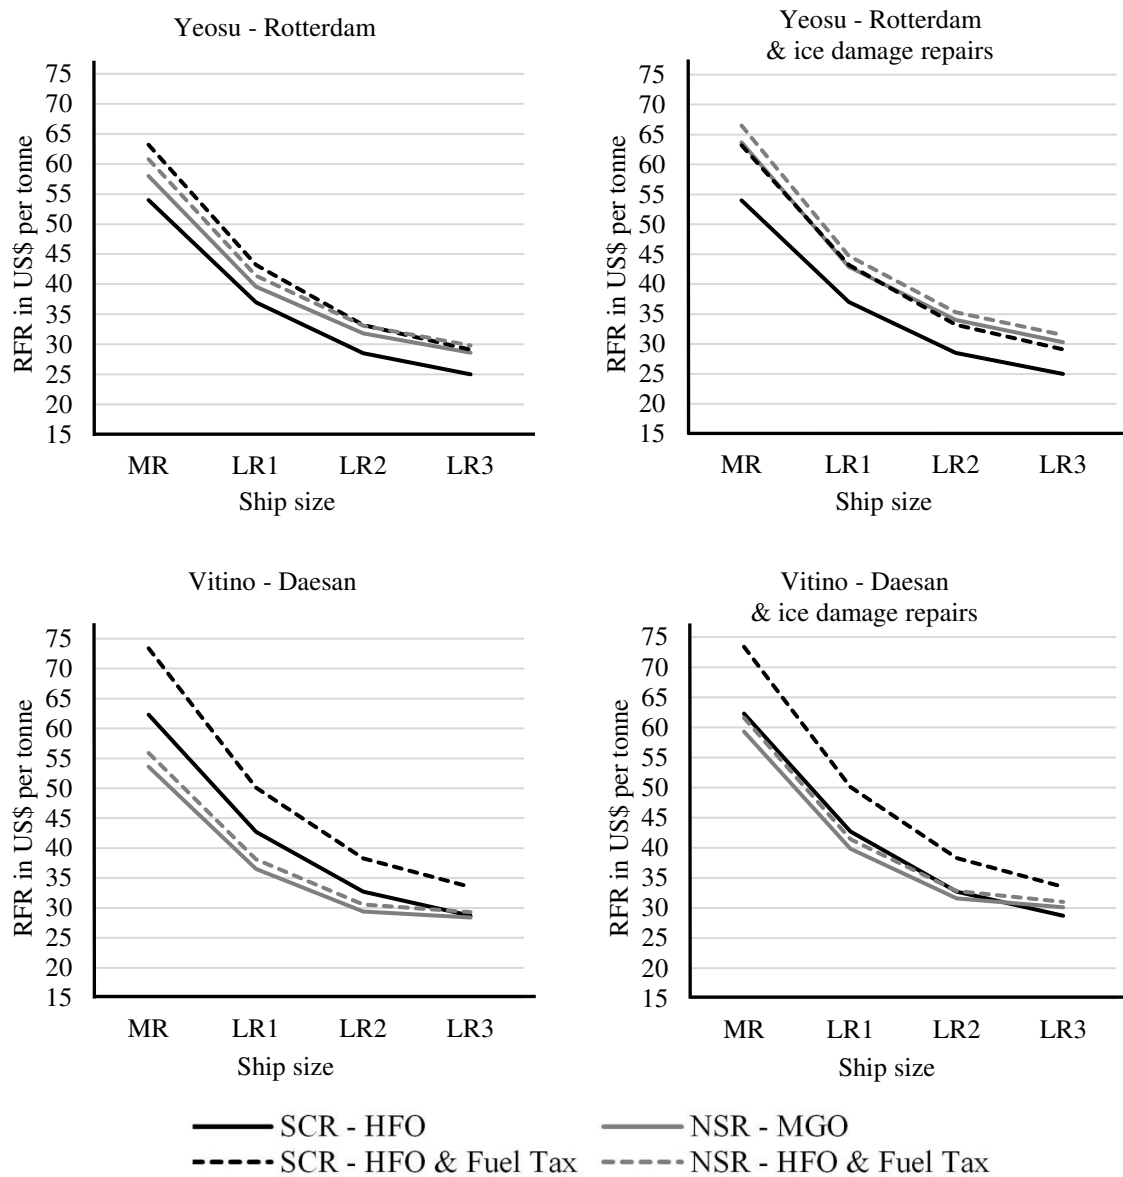 Yeosu - Rotterdam
RFR in US$ per tonne
75
70
65
60
55
50
45
40
35
30
25
20
15
MR LR1 LR2 LR3
Ship size
Yeosu - Rotterdam
& ice damage repairs
RFR in US$ per tonne
75
70
65
60
55
50
45
40
35
30
25
20
15
MR LR1 LR2 LR3
Ship size
Vitino - Daesan
RFR in US$ per tonne
75
70
65
60
55
50
45
40
35
30
25
20
15
MR LR1 LR2 LR3
Ship size
Vitino - Daesan
& ice damage repairs
RFR in US$ per tonne
75
70
65
60
55
50
45
40
35
30
25
20
15
MR LR1 LR2 LR3
Ship size
SCR - HFO NSR - MGO
SCR - HFO & Fuel Tax NSR - HFO & Fuel Tax